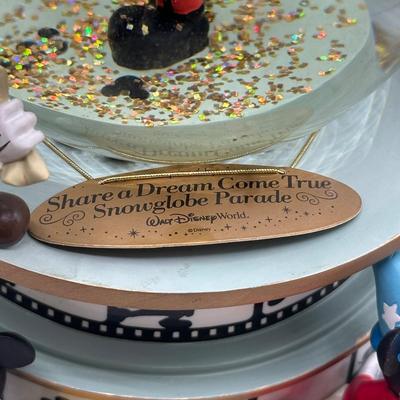 Share a Dream Come True
Snowglobe Parade
Walt Disney World.
©Disney